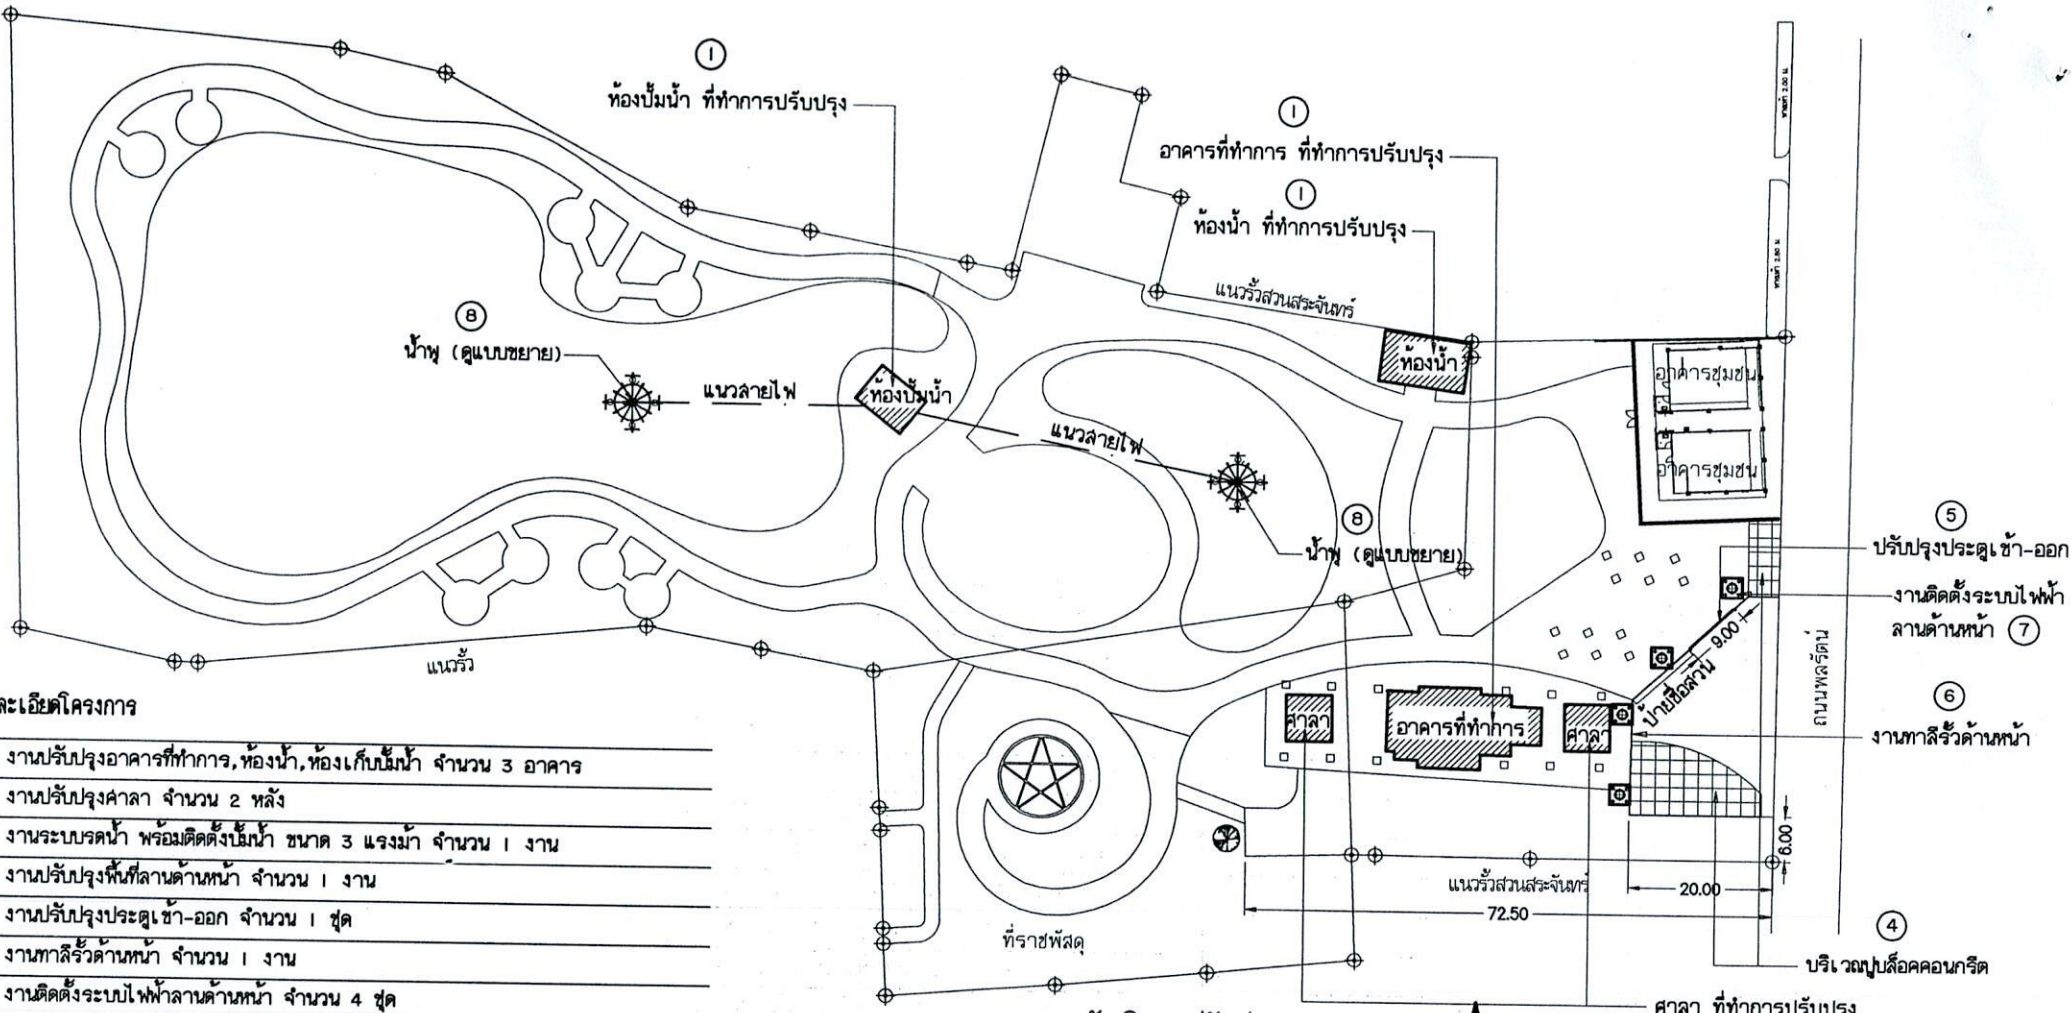 ①
ห้องปั๊มน้ำ ที่ทำการปรับปรุง
①
อาคารที่ทำการ ที่ทำการปรับปรุง
①
ห้องน้ำ ที่ทำการปรับปรุง
แนวรั้วสวนสระจันทร์
⑧
น้ำพุ (ดูแบบขยาย)
แนวสายไฟ
ห้องปั๊มน้ำ
แนวสายไฟ
ห้องน้ำ
อาคารชุมชน
อาคารชุมชน
⑧
น้ำพุ (ดูแบบขยาย)
⑤
ปรับปรุงประตูเข้า-ออก
งานติดตั้งระบบไฟฟ้า
ลานด้านหน้า ⑦
9.00
ป้ายชื่อสวน
ถนนพลรัตน์
⑥
งานทาสีรั้วด้านหน้า
แนวรั้ว
ศาลา
อาคารที่ทำการ
ศาลา
ละเอียดโครงการ
งานปรับปรุงอาคารที่ทำการ,ห้องน้ำ,ห้องเก็บปั๊มน้ำ จำนวน 3 อาคาร
งานปรับปรุงศาลา จำนวน 2 หลัง
งานระบบรดน้ำ พร้อมติดตั้งปั๊มน้ำ ขนาด 3 แรงม้า จำนวน 1 งาน
งานปรับปรุงพื้นที่ลานด้านหน้า จำนวน 1 งาน
งานปรับปรุงประตูเข้า-ออก จำนวน 1 ชุด
งานทาสีรั้วด้านหน้า จำนวน 1 งาน
งานติดตั้งระบบไฟฟ้าลานด้านหน้า จำนวน 4 ชุด
6.00
แนวรั้วสวนสระจันทร์
20.00
72.50
ที่ราชพัสดุ
④
บริเวณปูบล็อคคอนกรีต
ศาลา ที่ทำการปรับปรุง